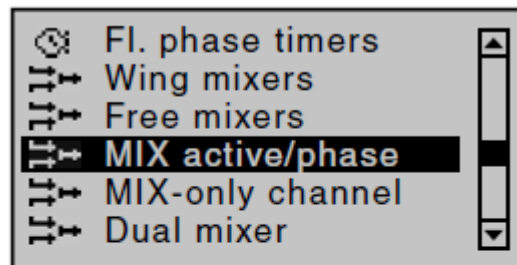 Fl. phase timers
Wing mixers
Free mixers
MIX active/phase
MIX-only channel
Dual mixer